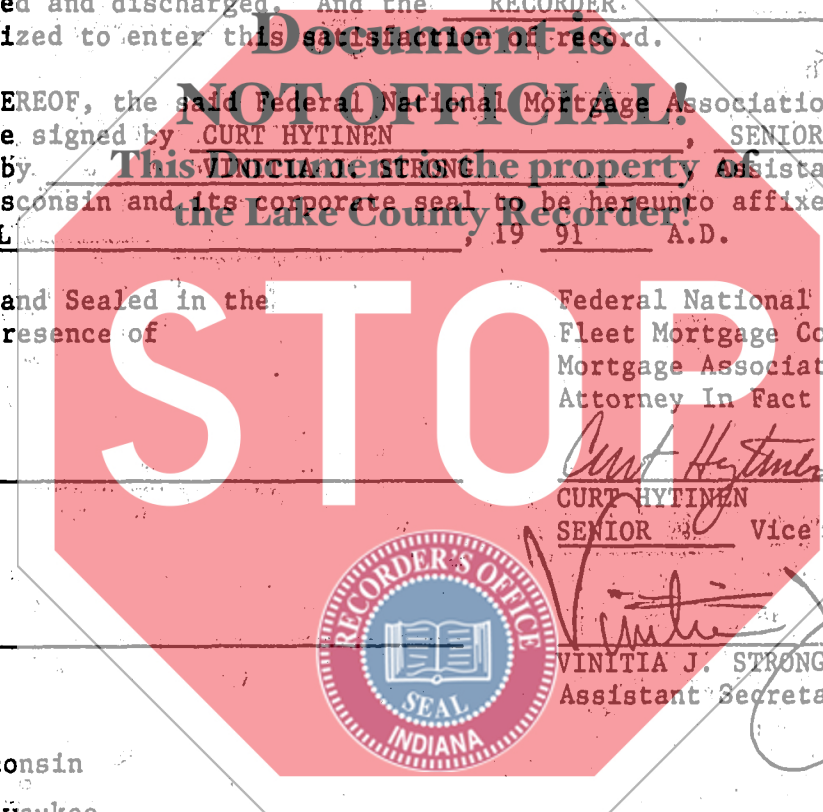 ed and discharged. And the RECORDER
ized to enter this satisfaction of record.
Document is
NOT OFFICIAL!
EREOF, the said Federal National Mortgage Associatio
e signed by CURT HYTINEN, SENIOR
This Document is the property of
by VINITIA J. STRONG, Assista
the Lake County Recorder!
sconsin and its corporate seal to be hereunto affixe
L, 19 91 A.D.
and Sealed in the
resence of
Federal National
Fleet Mortgage Co
Mortgage Associat
Attorney In Fact
STOP
Curt Hytinen
CURT HYTINEN
SENIOR Vice
RECORDER'S OFFICE
SEAL
INDIANA
Vinitia
VINITIA J. STRONG
Assistant Secreta
onsin